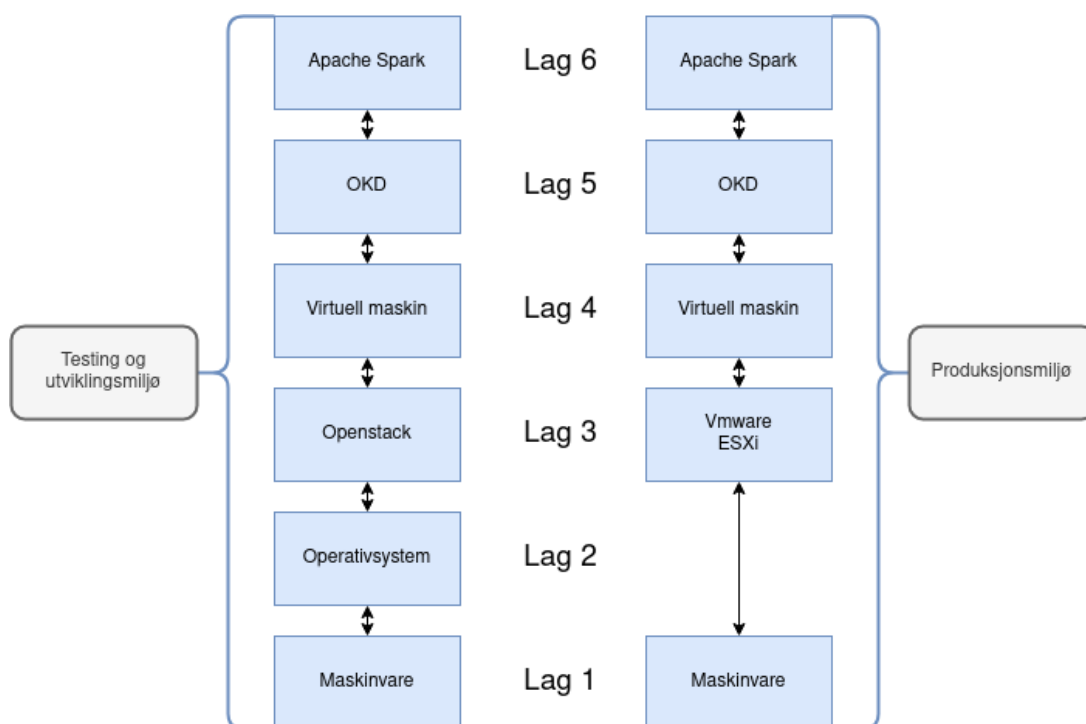 Apache Spark
Lag 6
Apache Spark
OKD
Lag 5
OKD
Virtuell maskin
Lag 4
Virtuell maskin
Testing og
utviklingsmiljø
Produksjonsmiljø
Openstack
Lag 3
Vmware
ESXi
Operativsystem
Lag 2
Maskinvare
Lag 1
Maskinvare